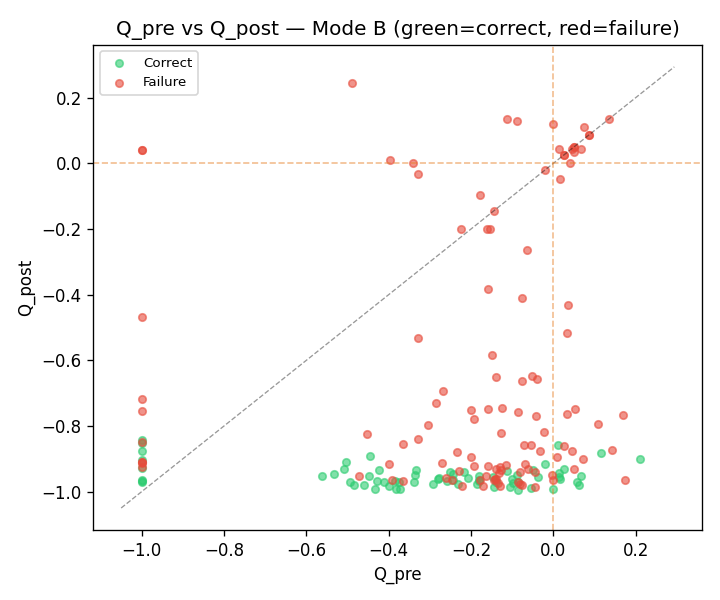 Q_pre vs Q_post — Mode B (green=correct, red=failure)
Correct
Failure
0.2
0.0
−0.2
−0.4
−0.6
−0.8
−1.0
Q_post
−1.0 −0.8 −0.6 −0.4 −0.2 0.0 0.2
Q_pre